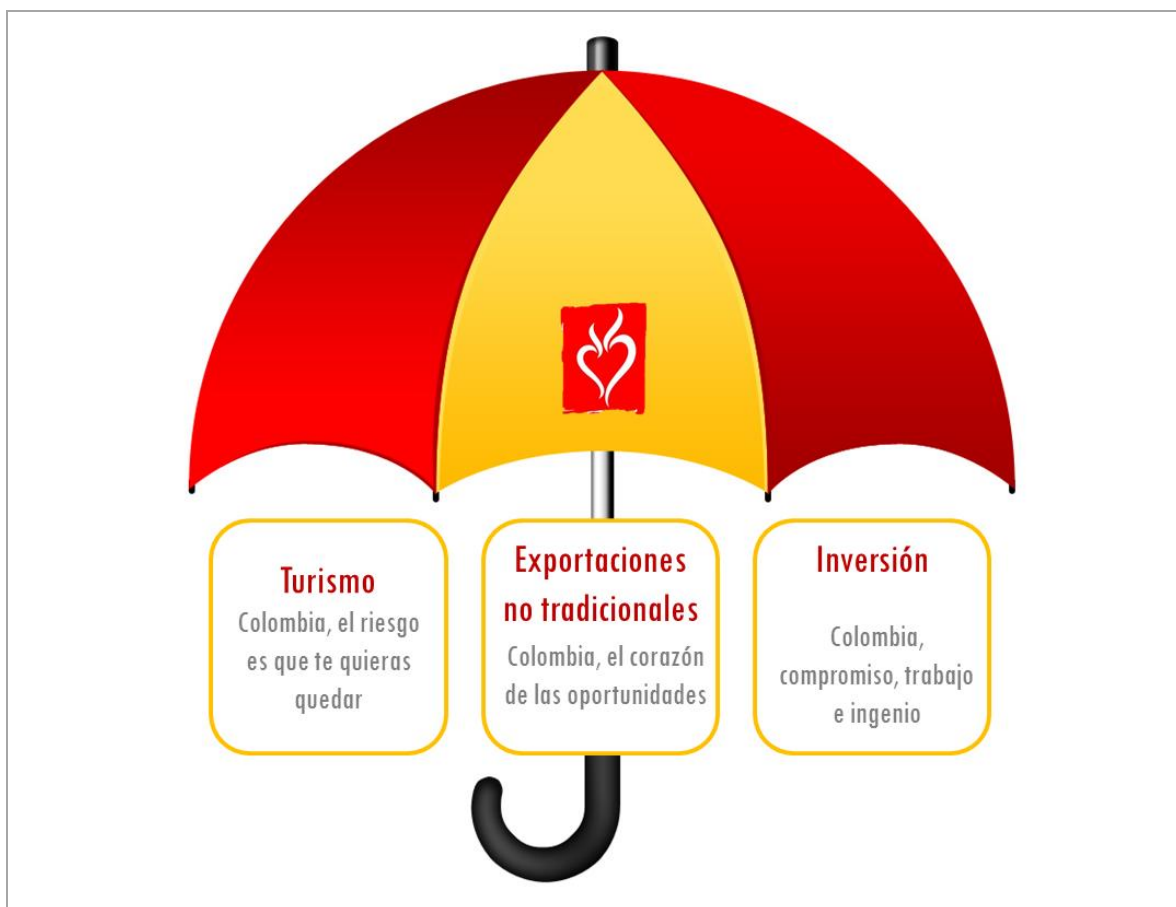 Turismo
Colombia, el riesgo
es que te quieras
quedar
Exportaciones
no tradicionales
Colombia, el corazón
de las oportunidades
Inversión
Colombia,
compromiso, trabajo
e ingenio